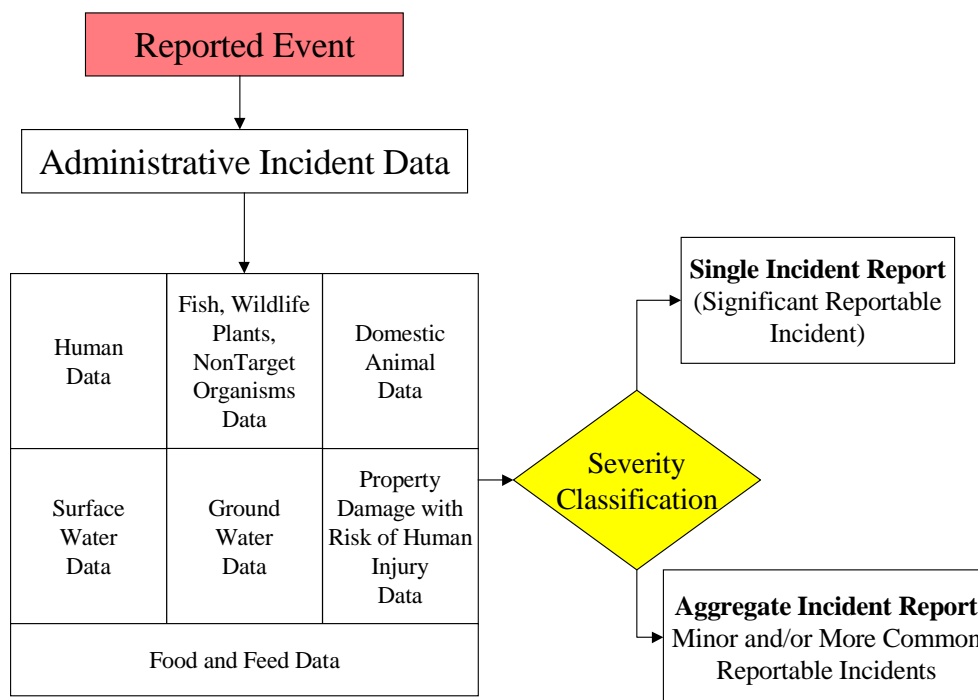 Reported Event
Administrative Incident Data
Human
Data
Fish, Wildlife
Plants,
NonTarget
Organisms
Data
Domestic
Animal
Data
Surface
Water
Data
Ground
Water
Data
Property
Damage with
Risk of Human
Injury
Data
Food and Feed Data
Severity
Classification
Single Incident Report
(Significant Reportable
Incident)
Aggregate Incident Report
Minor and/or More Common
Reportable Incidents